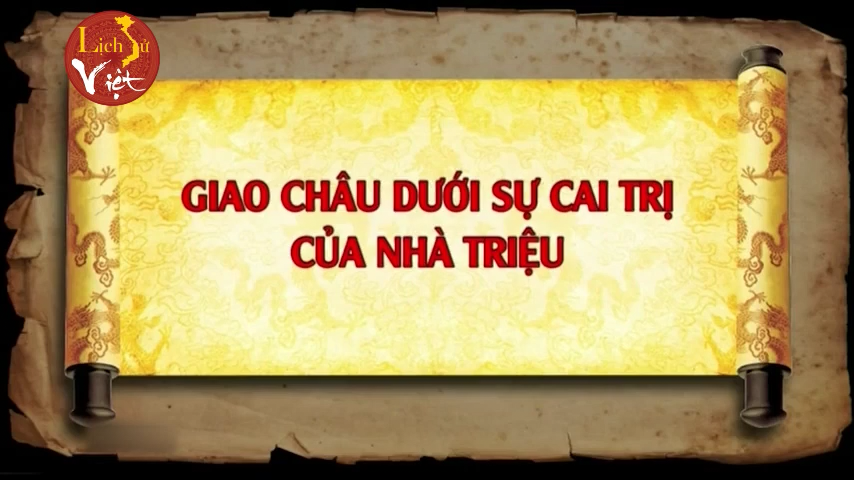 Lịch Sử
Việt
GIAO CHÂU DƯỚI SỰ CAI TRỊ
CỦA NHÀ TRIỆU